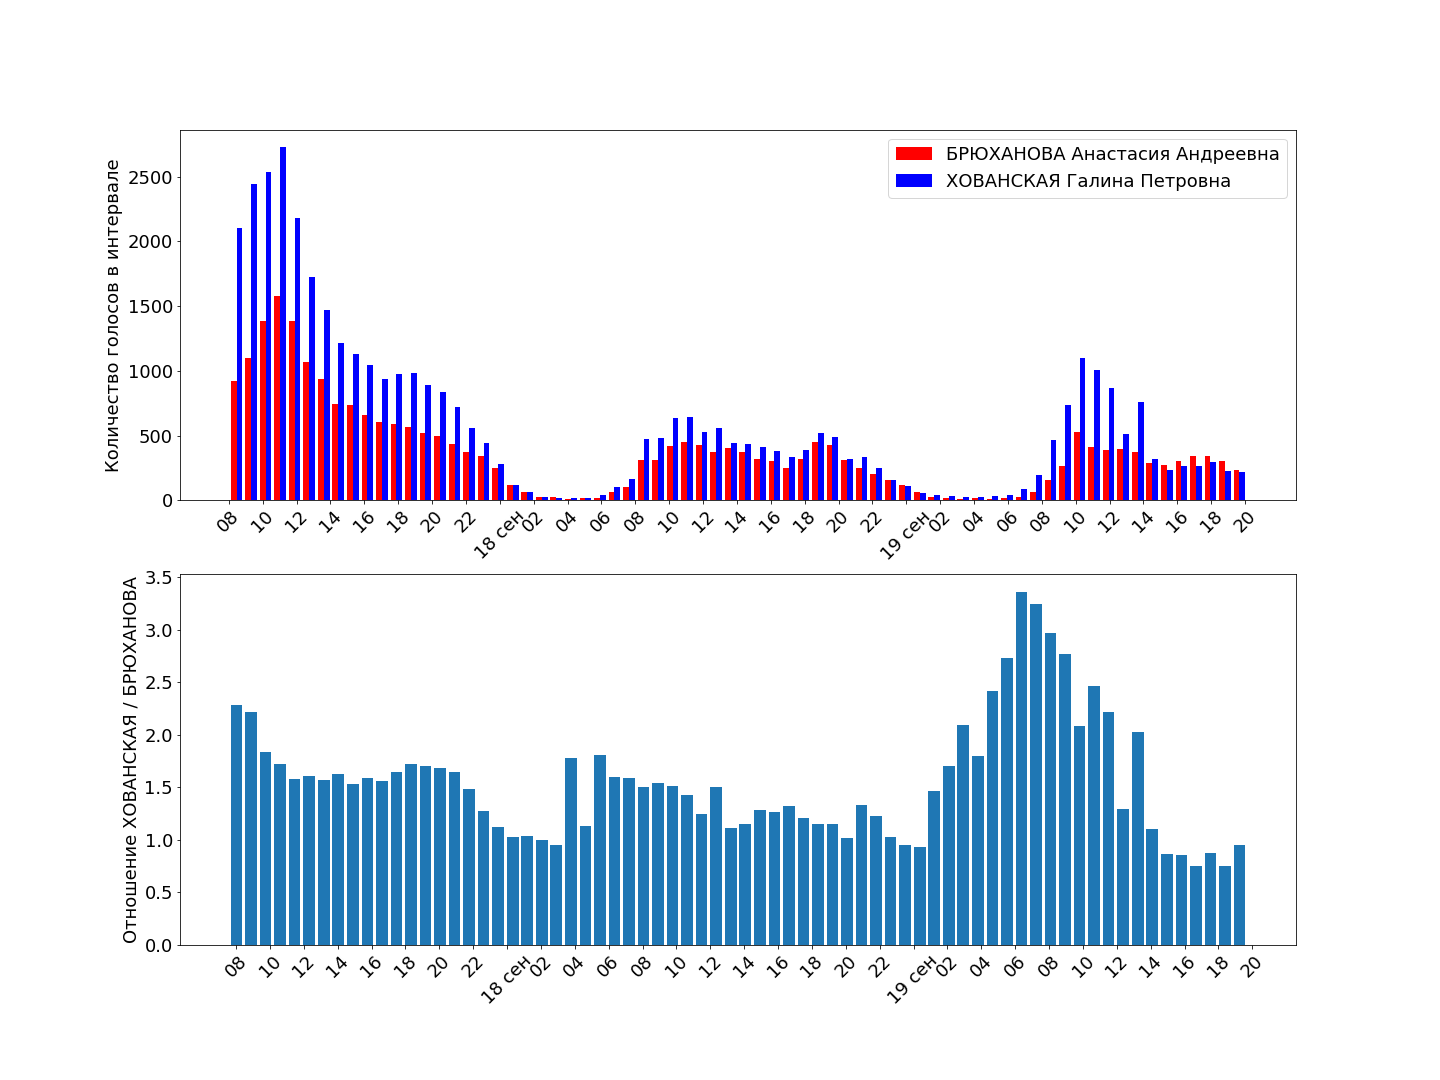 Количество голосов в интервале
2500
2000
1500
1000
500
0
БРЮХАНОВА Анастасия Андреевна
ХОВАНСКАЯ Галина Петровна
08 10 12 14 16 18 20 22 18 сен 02 04 06 08 10 12 14 16 18 20 22 19 сен 02 04 06 08 10 12 14 16 18 20
Отношение ХОВАНСКАЯ / БРЮХАНОВА
3.5
3.0
2.5
2.0
1.5
1.0
0.5
0.0
08 10 12 14 16 18 20 22 18 сен 02 04 06 08 10 12 14 16 18 20 22 19 сен 02 04 06 08 10 12 14 16 18 20